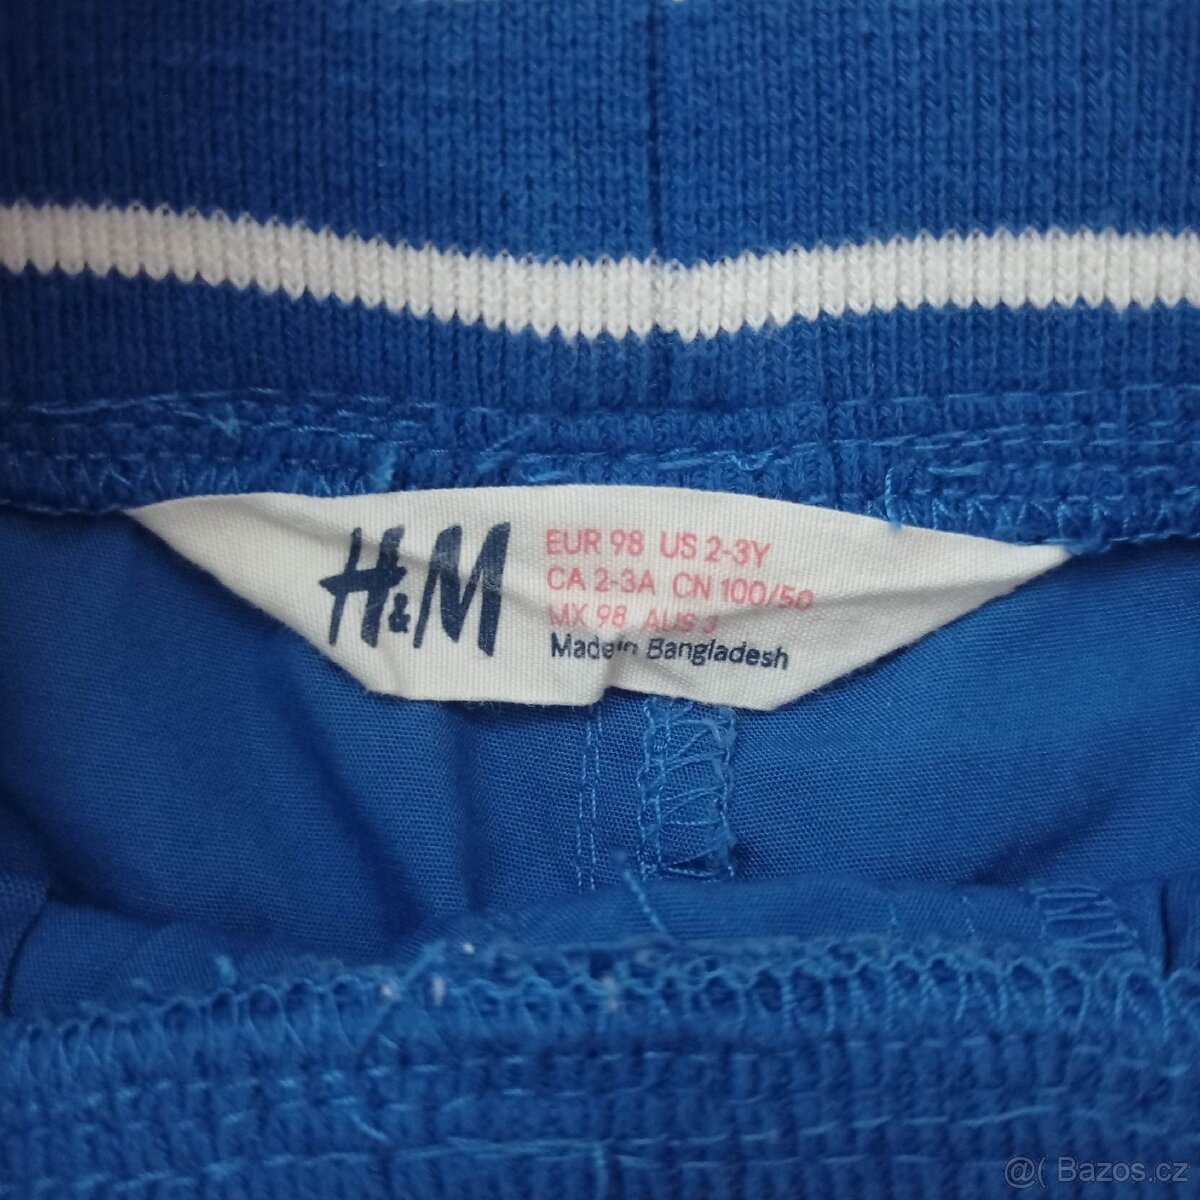 H&M
EUR 98 US 2-3Y
CA 2-3A CN 100/50
MX 98 AUS 3
Made in Bangladesh
@( Bazos.cz